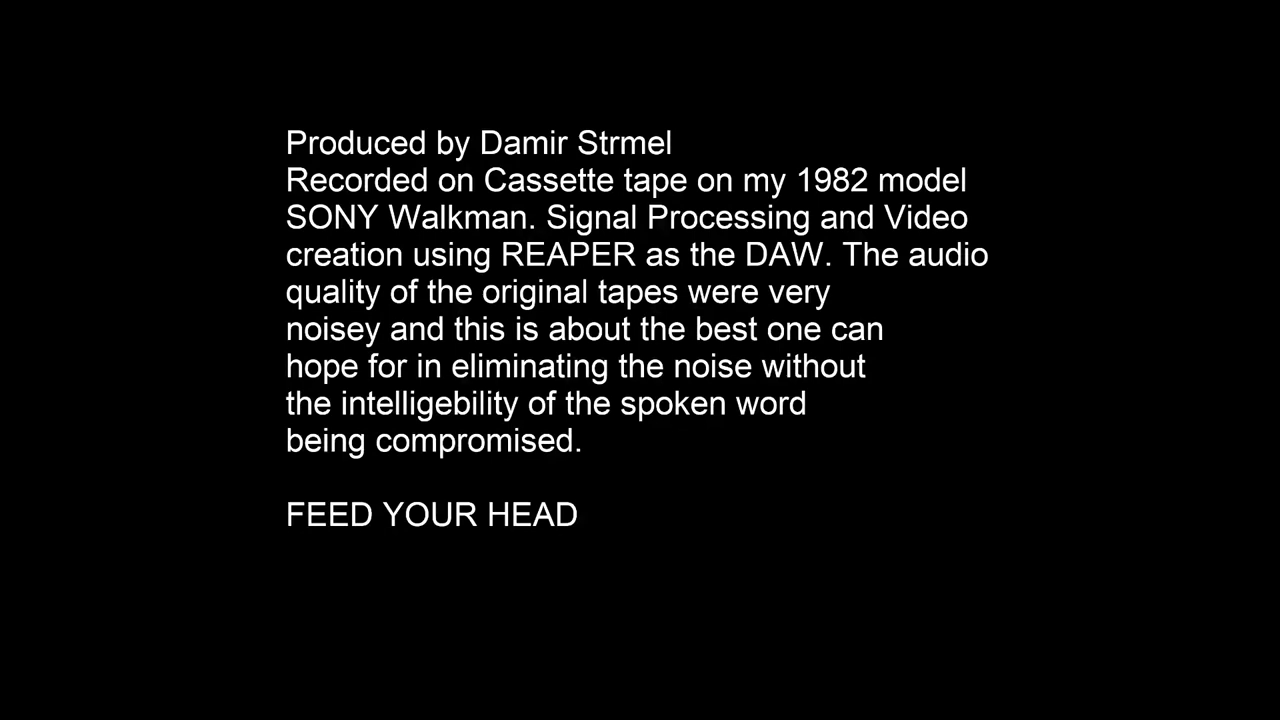 Produced by Damir Strmel
Recorded on Cassette tape on my 1982 model
SONY Walkman. Signal Processing and Video
creation using REAPER as the DAW. The audio
quality of the original tapes were very
noisey and this is about the best one can
hope for in eliminating the noise without
the intelligebility of the spoken word
being compromised.
FEED YOUR HEAD